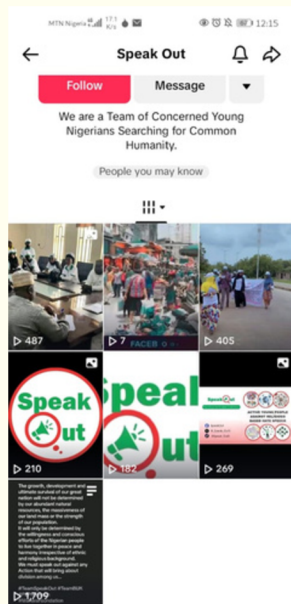 MTN Nigeria
17.1
K/s
12:15
Speak Out
Follow
Message
We are a Team of Concerned Young
Nigerians Searching for Common
Humanity.
People you may know
487
7
FACEB
405
Speak
Out
210
Speak
Out
182
Speak Out
269
The growth, development and
ultimate survival of our great
nation will not be determined
by our abundant natural
resources, the massiveness of
our land mass or the strength
of our population.
It will only be determined by
the willingness and conscious
efforts of the Nigerian people
to live together in peace and
harmony irrespective of ethnic
and religious background.
We must speak out against any
Action that will bring about
division among us...
1,709